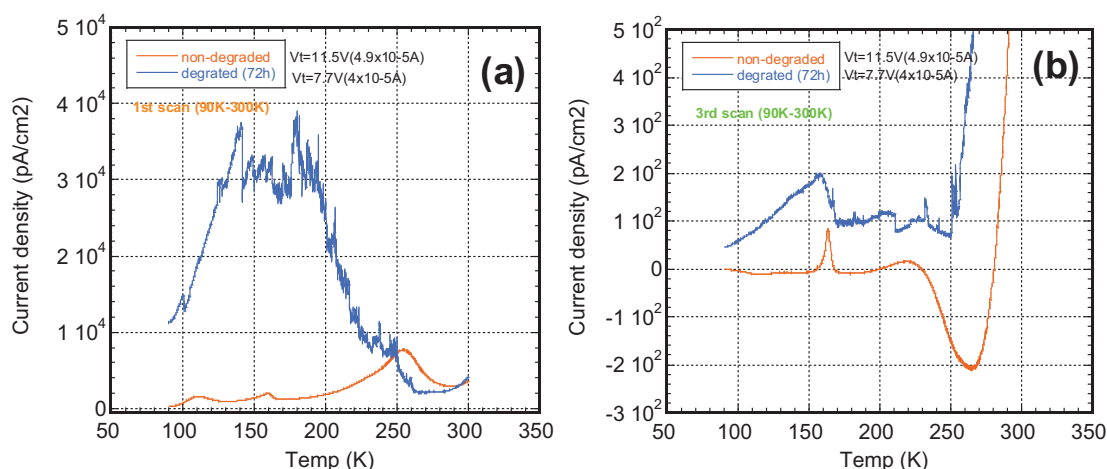 5 10^4
4 10^4
3 10^4
2 10^4
1 10^4
0
50 100 150 200 250 300 350
Current density (pA/cm2)
Temp (K)
non-degraded Vt=11.5V(4.9x10-5A)
degrated (72h) Vt=7.7V(4x10-5A)
1st scan (90K-300K)
(a)
5 10^2
4 10^2
3 10^2
2 10^2
1 10^2
0
-1 10^2
-2 10^2
-3 10^2
50 100 150 200 250 300 350
Current density (pA/cm2)
Temp (K)
non-degraded Vt=11.5V(4.9x10-5A)
degrated (72h) Vt=7.7V(4x10-5A)
3rd scan (90K-300K)
(b)